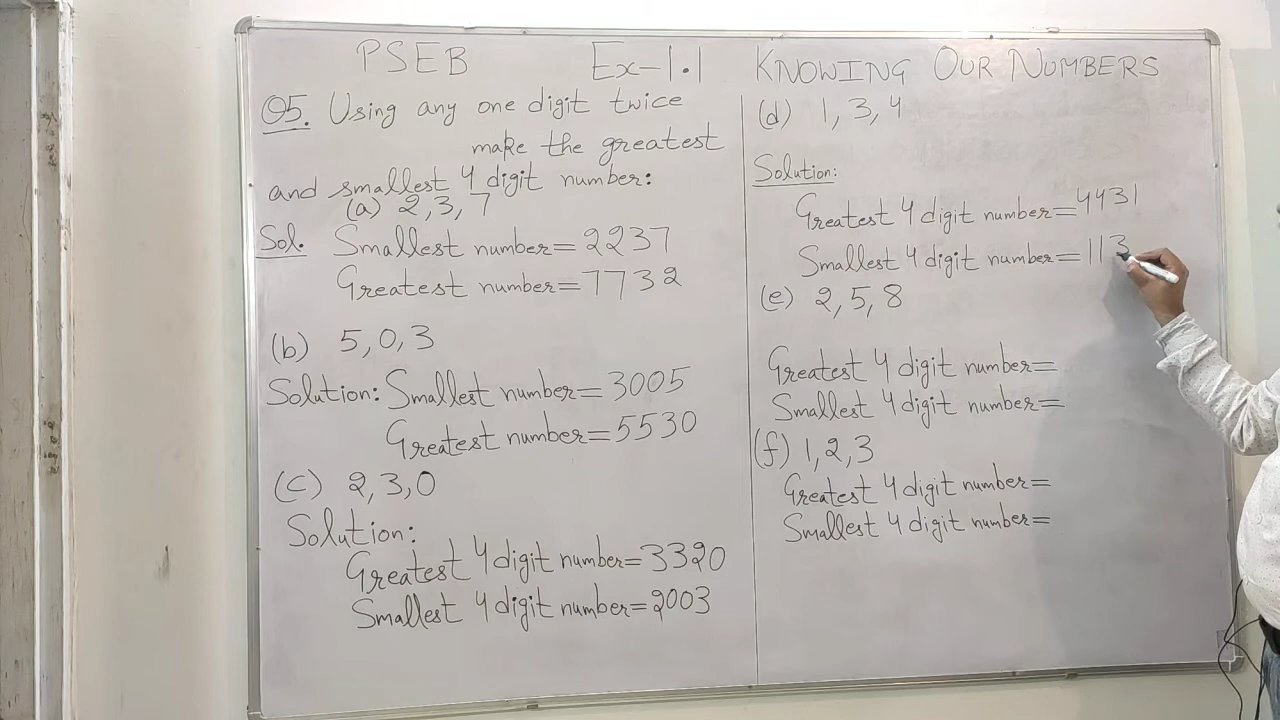 PSEB Ex-1.1 KNOWING OUR NUMBERS
Q5. Using any one digit twice
make the greatest
and smallest 4 digit number:
(a) 2,3,7
Sol. Smallest number=2237
Greatest number=7732
(b) 5,0,3
Solution: Smallest number=3005
Greatest number=5530
(C) 2,3,0
Solution:
Greatest 4 digit number=3320
Smallest 4 digit number=2003
(d) 1,3,4
Solution:
Greatest 4 digit number=4431
Smallest 4 digit number=113
(e) 2,5,8
Greatest 4 digit number=
Smallest 4 digit number=
(f) 1,2,3
Greatest 4 digit number=
Smallest 4 digit number=